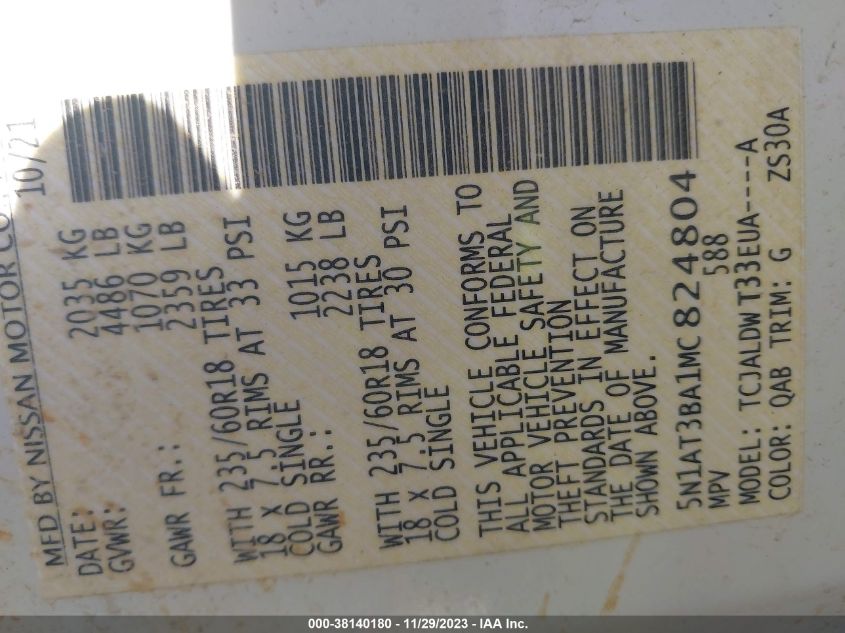 MFD BY NISSAN MOTOR CO
DATE: 10/21
GVWR: 2035 KG
4486 LB
GAWR FR.: 1070 KG
2359 LB
WITH 235/60R18 TIRES
18 X 7.5 RIMS AT 33 PSI
COLD SINGLE
GAWR RR.: 1015 KG
2238 LB
WITH 235/60R18 TIRES
18 X 7.5 RIMS AT 30 PSI
COLD SINGLE
THIS VEHICLE CONFORMS TO
ALL APPLICABLE FEDERAL
MOTOR VEHICLE SAFETY AND
THEFT PREVENTION
STANDARDS IN EFFECT ON
THE DATE OF MANUFACTURE
SHOWN ABOVE.
5N1AT3BA1MC824804
MPV 588
MODEL: TCJALDW T33EUA----A
COLOR: QAB TRIM: G ZS30A
000-38140180 - 11/29/2023 - IAA Inc.